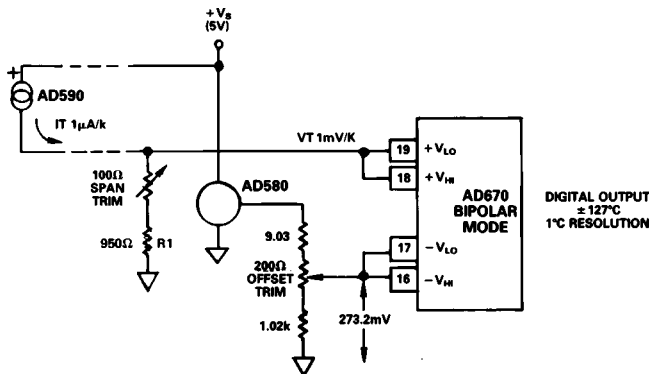 +VS
(5V)
+
AD590
IT 1μA/k
VT 1mV/K
100Ω
SPAN
TRIM
950Ω R1
AD580
9.03
200Ω
OFFSET
TRIM
1.02k
273.2mV
19 +VLO
18 +VHI
AD670
BIPOLAR
MODE
17 −VLO
16 −VHI
DIGITAL OUTPUT
± 127°C
1°C RESOLUTION